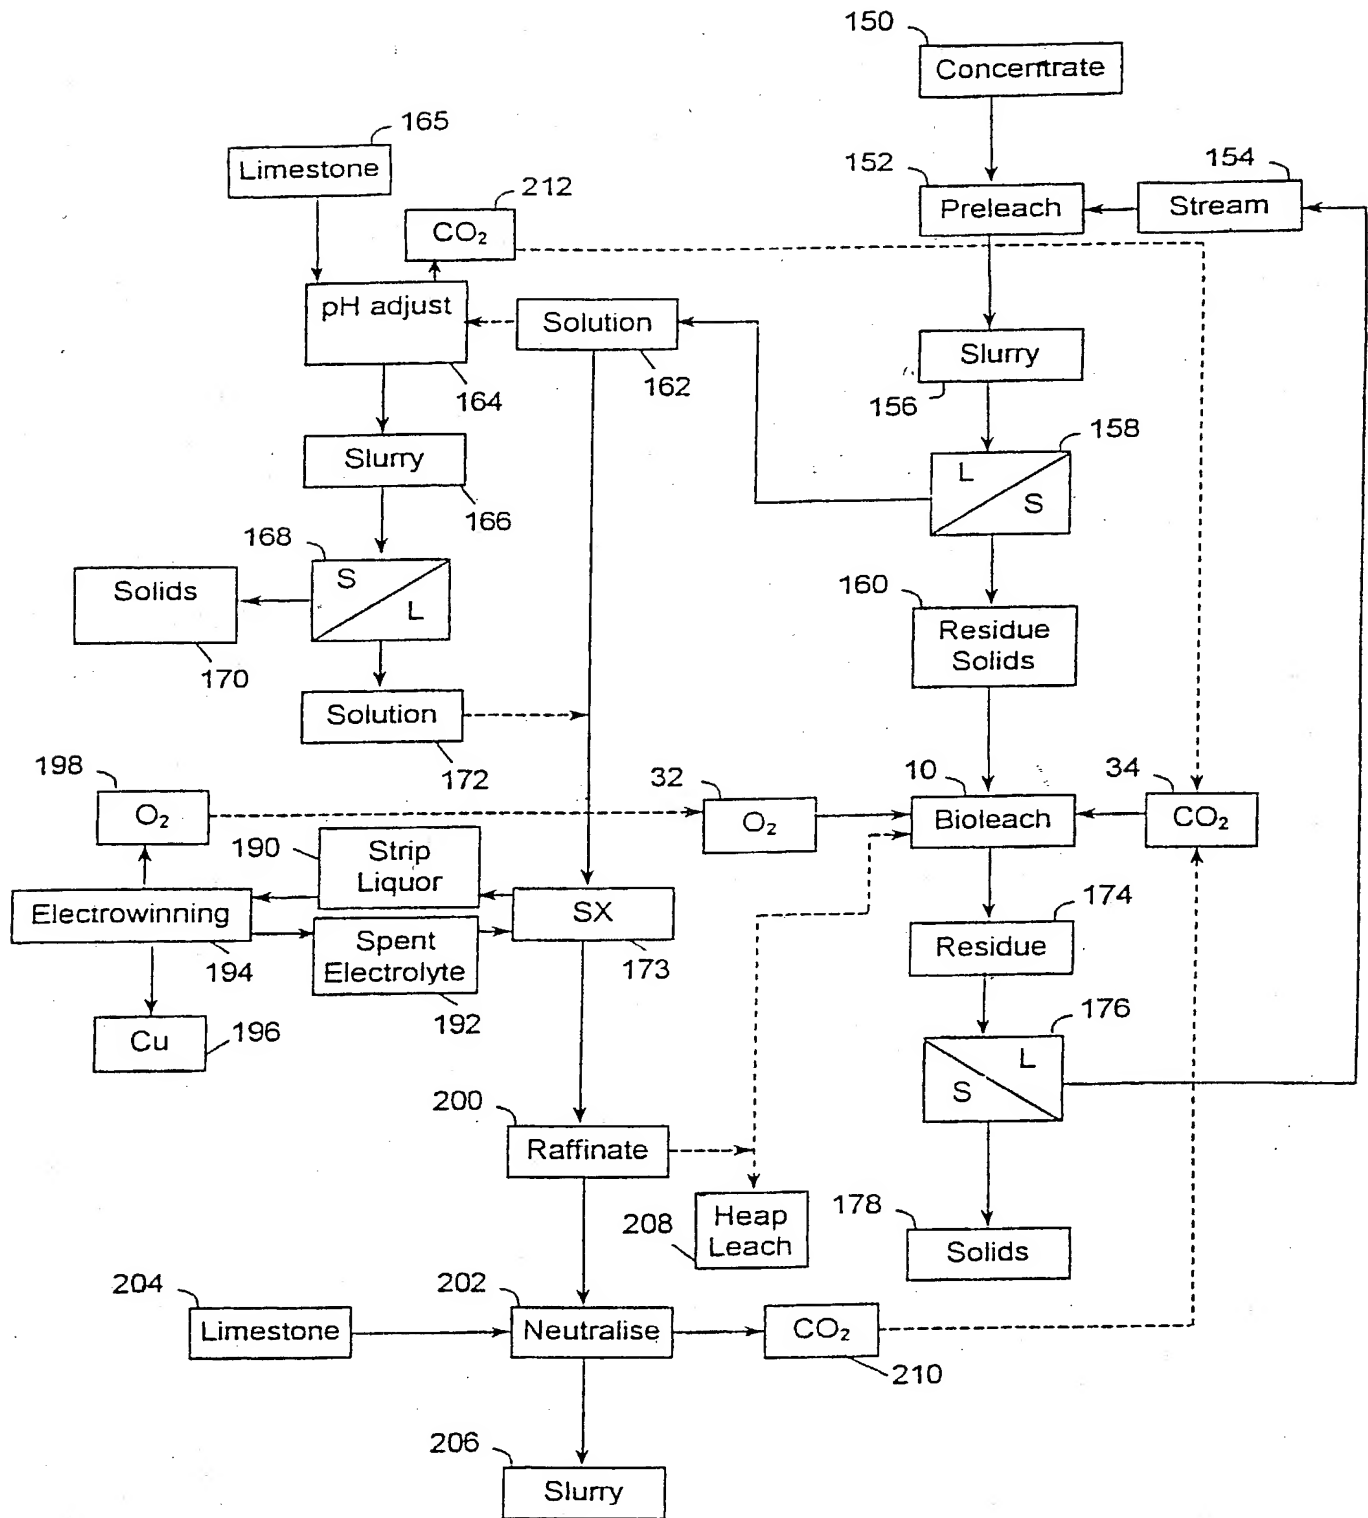 150
Concentrate
165
Limestone
152
154
212
Preleach
Stream
CO₂
pH adjust
Solution
Slurry
164
162
156
158
Slurry
L
S
166
168
S
L
Solids
160
Residue
Solids
170
Solution
172
198
32
10
34
O₂
O₂
Bioleach
CO₂
190
Strip
Liquor
174
Electrowinning
SX
Residue
194
Spent
Electrolyte
173
192
176
Cu
196
L
S
200
Raffinate
178
Heap
Leach
208
Solids
204
202
Limestone
Neutralise
CO₂
210
206
Slurry